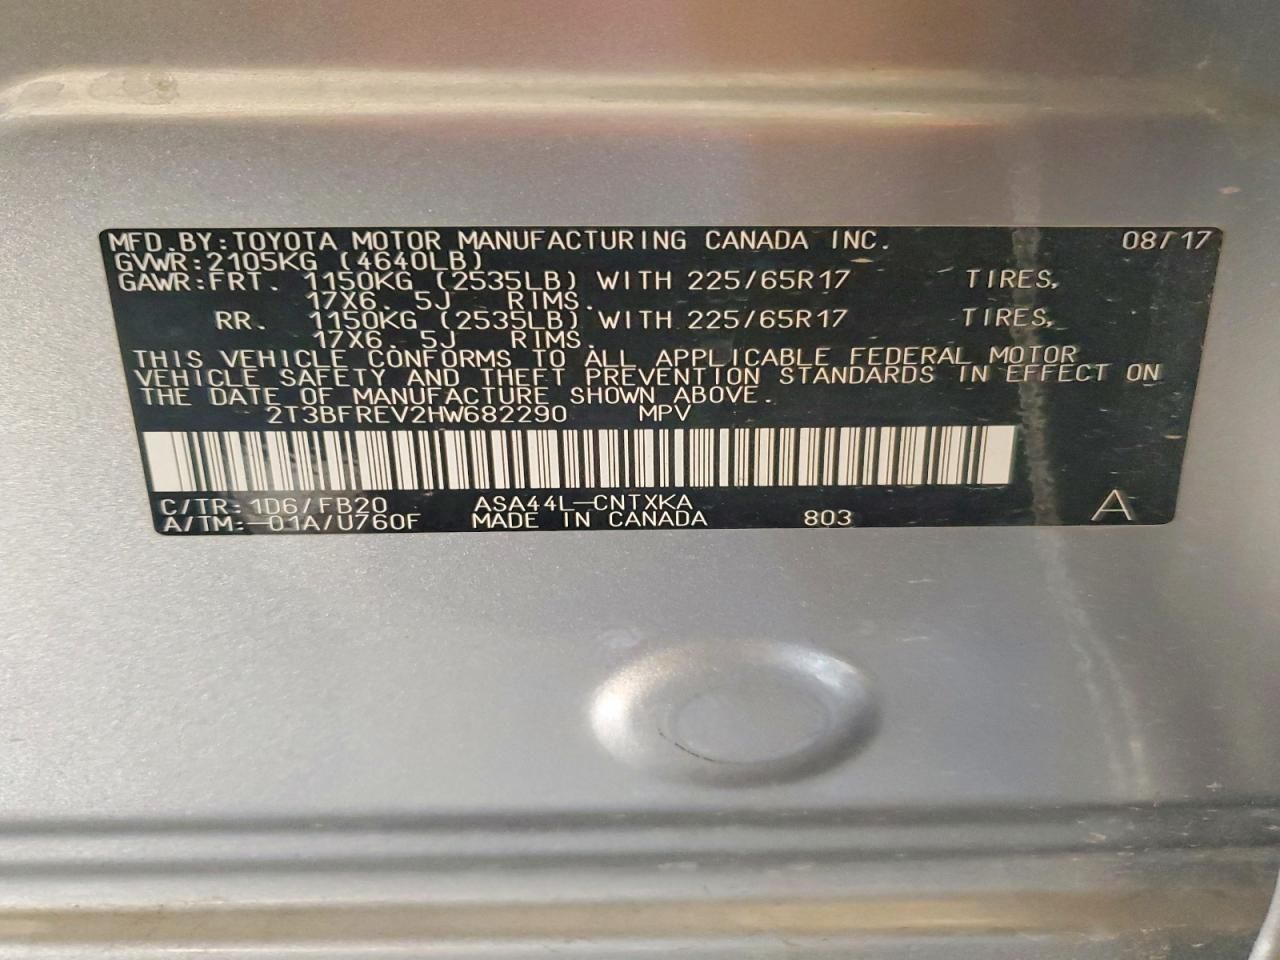 MFD.BY:TOYOTA MOTOR MANUFACTURING CANADA INC. 08/17
GVWR:2105KG (4640LB)
GAWR:FRT. 1150KG (2535LB) WITH 225/65R17 TIRES,
17X6. 5J RIMS.
RR. 1150KG (2535LB) WITH 225/65R17 TIRES,
17X6. 5J RIMS.
THIS VEHICLE CONFORMS TO ALL APPLICABLE FEDERAL MOTOR
VEHICLE SAFETY AND THEFT PREVENTION STANDARDS IN EFFECT ON
THE DATE OF MANUFACTURE SHOWN ABOVE.
2T3BFREV2HW682290 MPV
C/TR: 1D6/FB20 ASA44L-CNTXKA
A/TM:-01A/U760F MADE IN CANADA 803 A